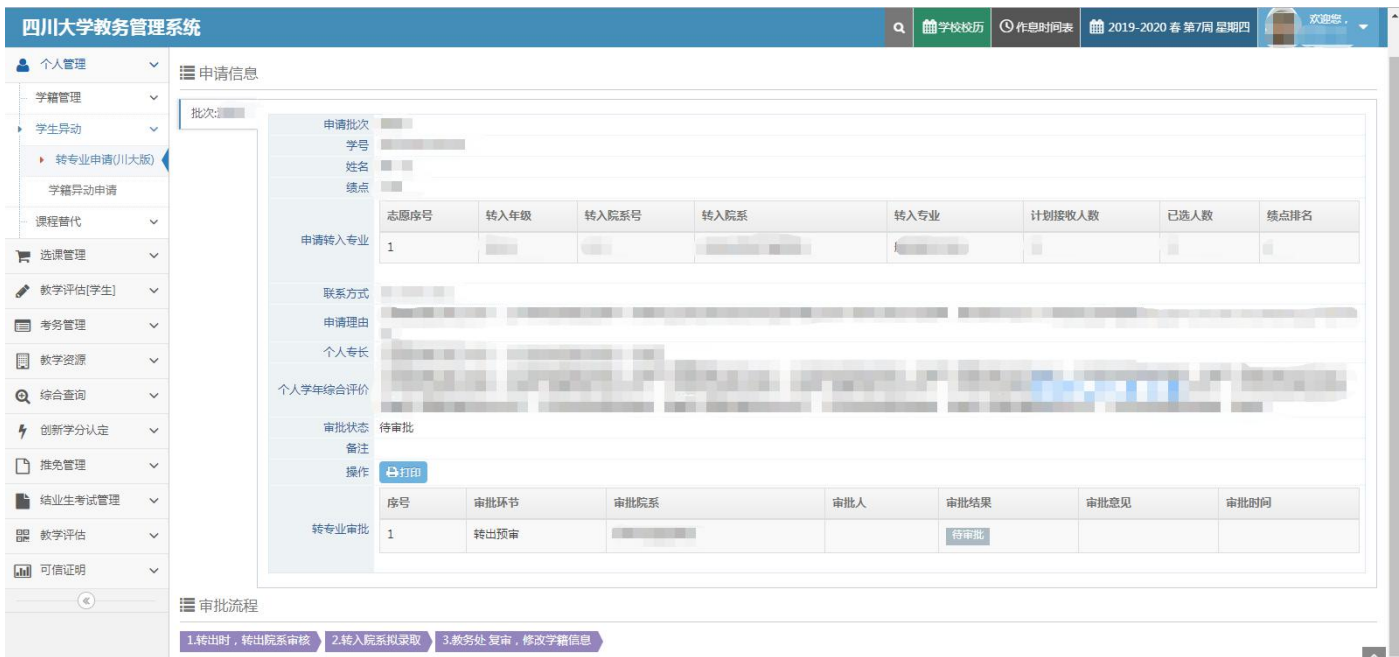 四川大学教务管理系统
学校校历
作息时间表
2019-2020 春 第7周 星期四
欢迎您，
个人管理
学籍管理
学生异动
转专业申请(川大版)
学籍异动申请
课程替代
选课管理
教学评估[学生]
考务管理
教学资源
综合查询
创新学分认定
推免管理
结业生考试管理
教学评估
可信证明
申请信息
批次:
申请批次
学号
姓名
绩点
申请转入专业
志愿序号 转入年级 转入院系号 转入院系 转入专业 计划接收人数 已选人数 绩点排名
1
联系方式
申请理由
个人专长
个人学年综合评价
审批状态 待审批
备注
操作 打印
转专业审批
序号 审批环节 审批院系 审批人 审批结果 审批意见 审批时间
1 转出预审 待审批
审批流程
1.转出时，转出院系审核 2.转入院系拟录取 3.教务处 复审，修改学籍信息